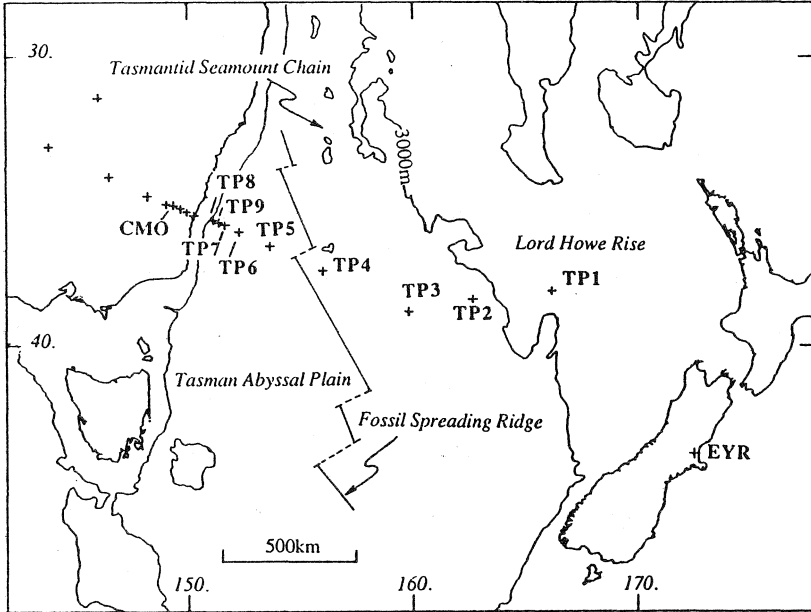 30.
Tasmantid Seamount Chain
3000m
TP8
TP9
CMO
TP5
TP7
TP6
TP4
Lord Howe Rise
TP1
TP3
TP2
40.
Tasman Abyssal Plain
Fossil Spreading Ridge
EYR
500km
150.
160.
170.